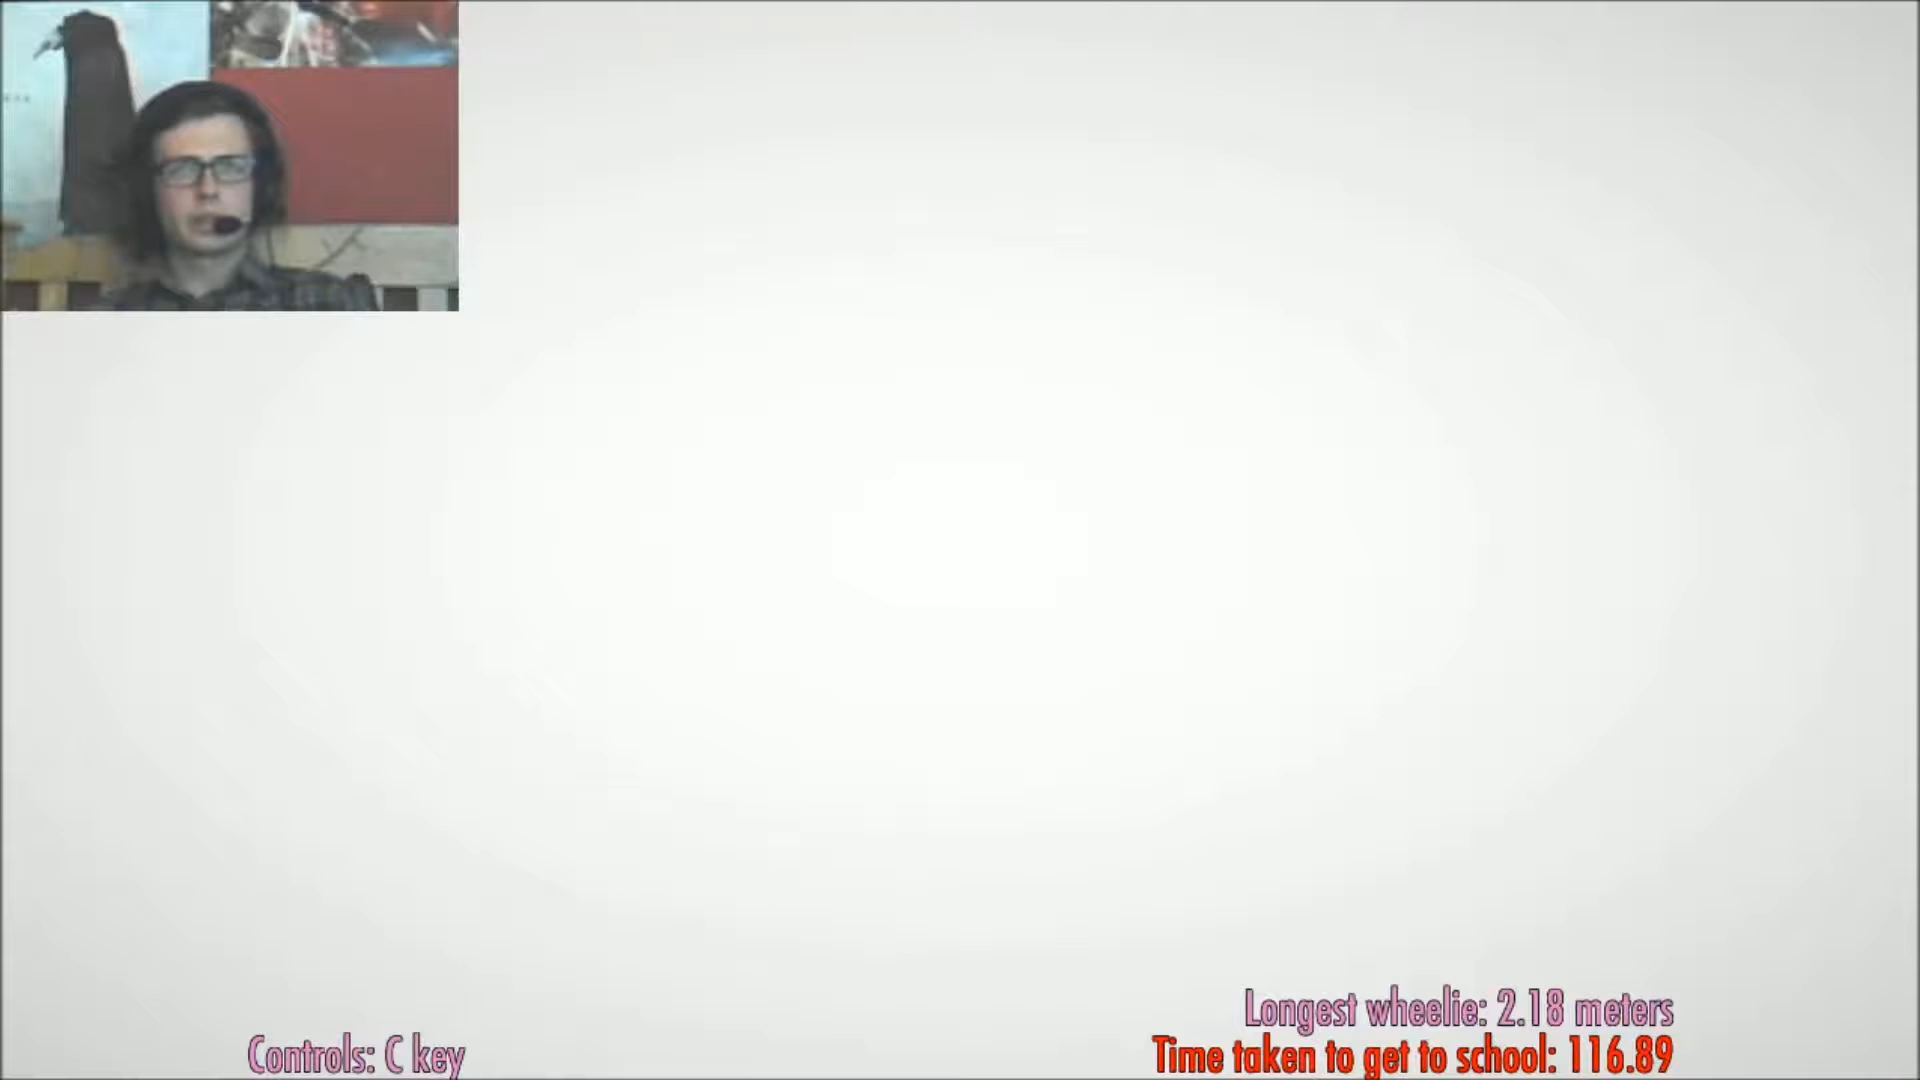 Longest wheelie: 2.18 meters
Controls: C key
Time taken to get to school: 116.89